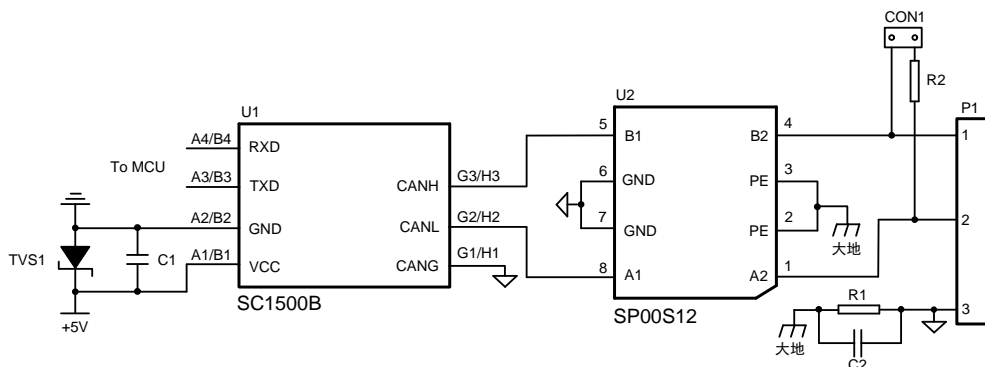 CON1
R2
U2
U1
P1
5
B1
B2
4
1
A4/B4
RXD
To MCU
6
GND
PE
3
A3/B3
TXD
CANH
G3/H3
A2/B2
GND
CANL
G2/H2
7
GND
PE
2
大地
2
TVS1
C1
A1/B1
VCC
CANG
G1/H1
8
A1
A2
1
SC1500B
SP00S12
R1
3
+5V
大地
C2